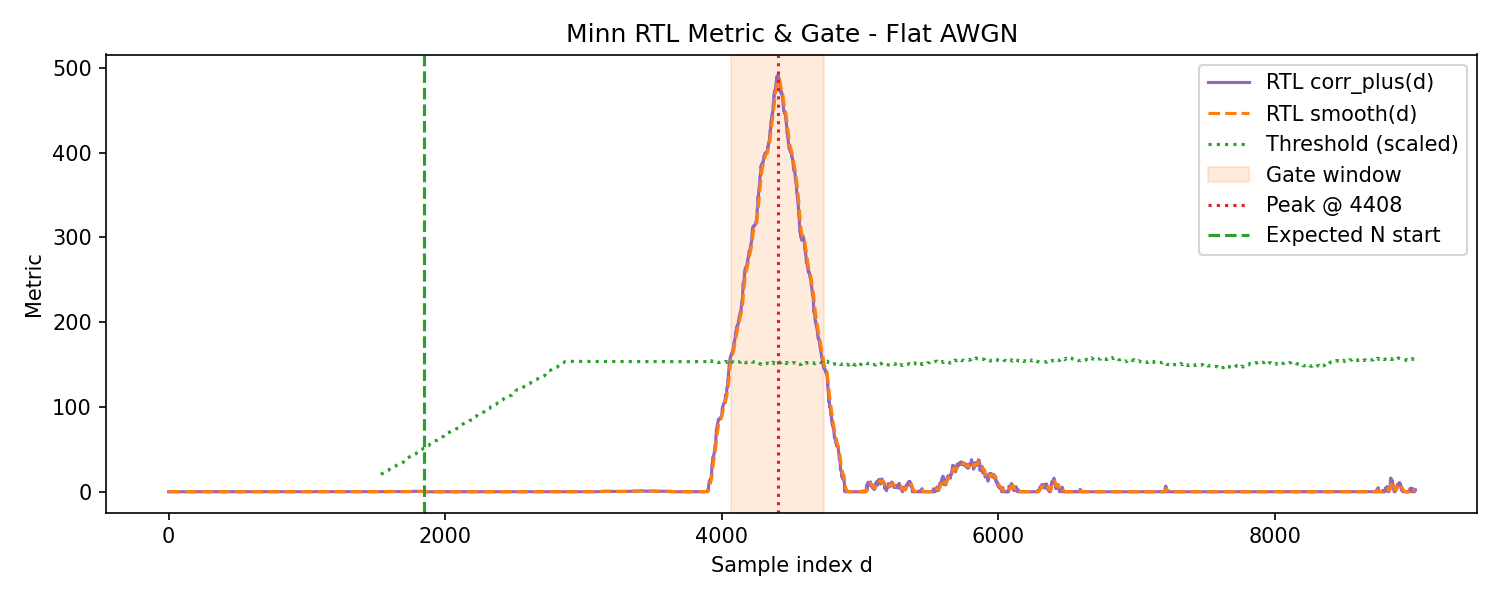 Minn RTL Metric & Gate - Flat AWGN
500
400
300
200
100
0
Metric
RTL corr_plus(d)
RTL smooth(d)
Threshold (scaled)
Gate window
Peak @ 4408
Expected N start
0
2000
4000
6000
8000
Sample index d